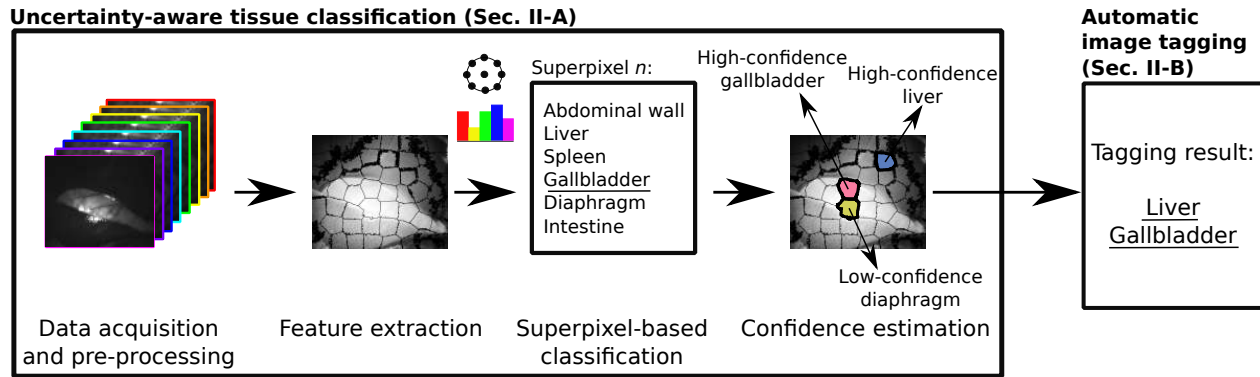 Uncertainty-aware tissue classification (Sec. II-A)
Automatic
image tagging
(Sec. II-B)
Superpixel n:
Abdominal wall
Liver
Spleen
Gallbladder
Diaphragm
Intestine
High-confidence
gallbladder
High-confidence
liver
Low-confidence
diaphragm
Tagging result:
Liver
Gallbladder
Data acquisition
and pre-processing
Feature extraction
Superpixel-based
classification
Confidence estimation